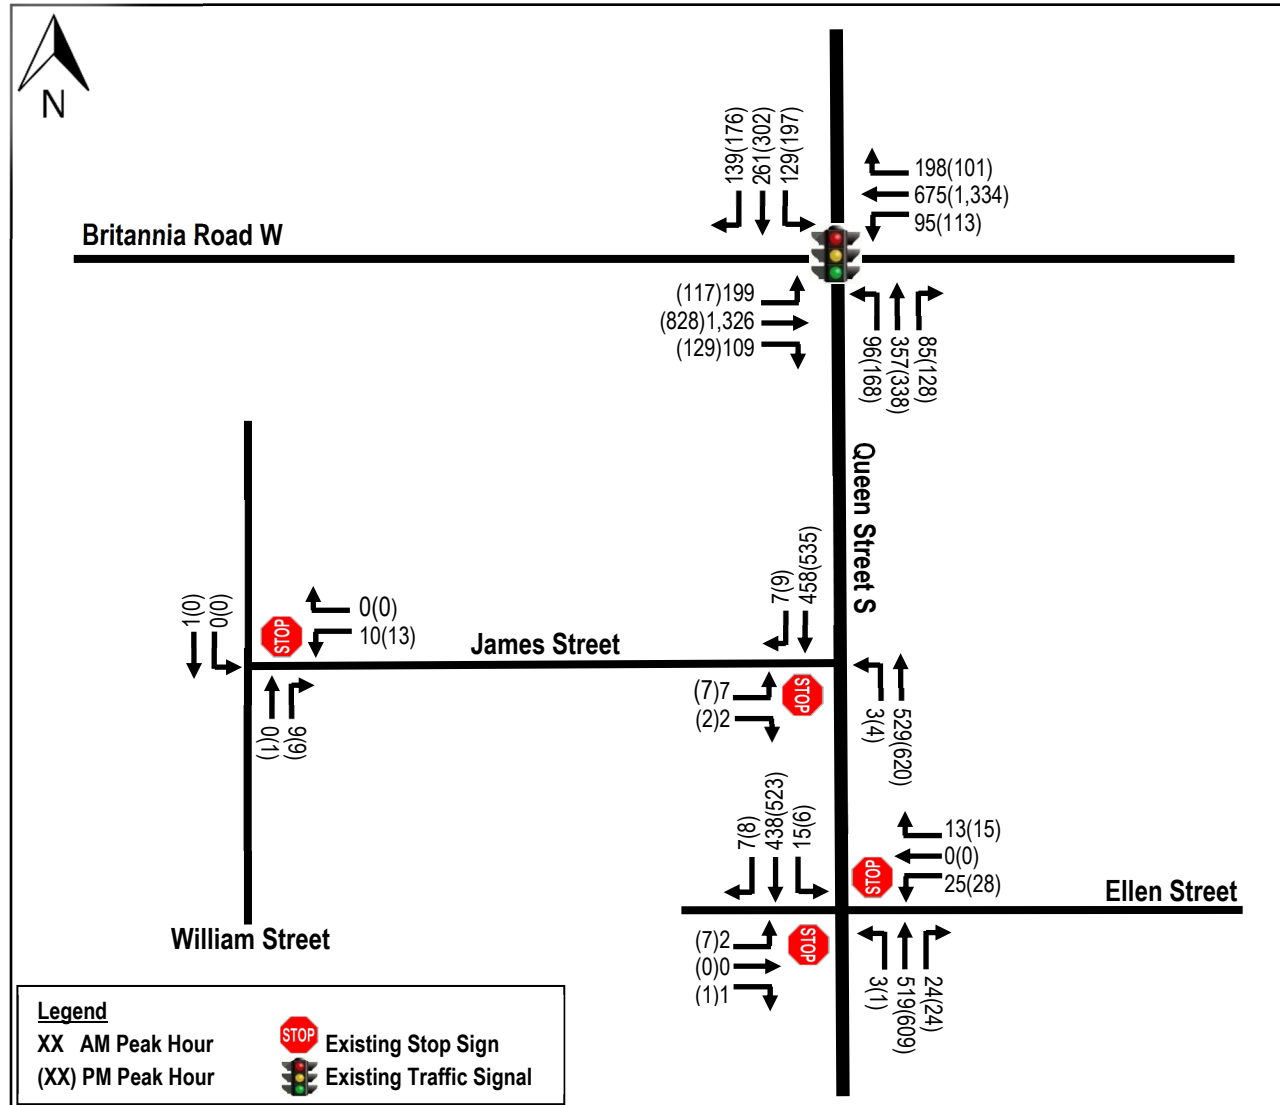 N
139(176)
261(302)
129(197)
198(101)
675(1,334)
95(113)
Britannia Road W
(117)199
(828)1,326
(129)109
96(168)
357(338)
85(128)
Queen Street S
1(0)
0(0)
STOP
0(0)
10(13)
James Street
7(9)
458(535)
(7)7
(2)2
STOP
3(4)
529(620)
0(1)
9(9)
William Street
7(8)
438(523)
15(6)
13(15)
0(0)
25(28)
STOP
Ellen Street
(7)2
(0)0
(1)1
STOP
3(1)
519(609)
24(24)
Legend
XX AM Peak Hour
(XX) PM Peak Hour
STOP Existing Stop Sign
Existing Traffic Signal